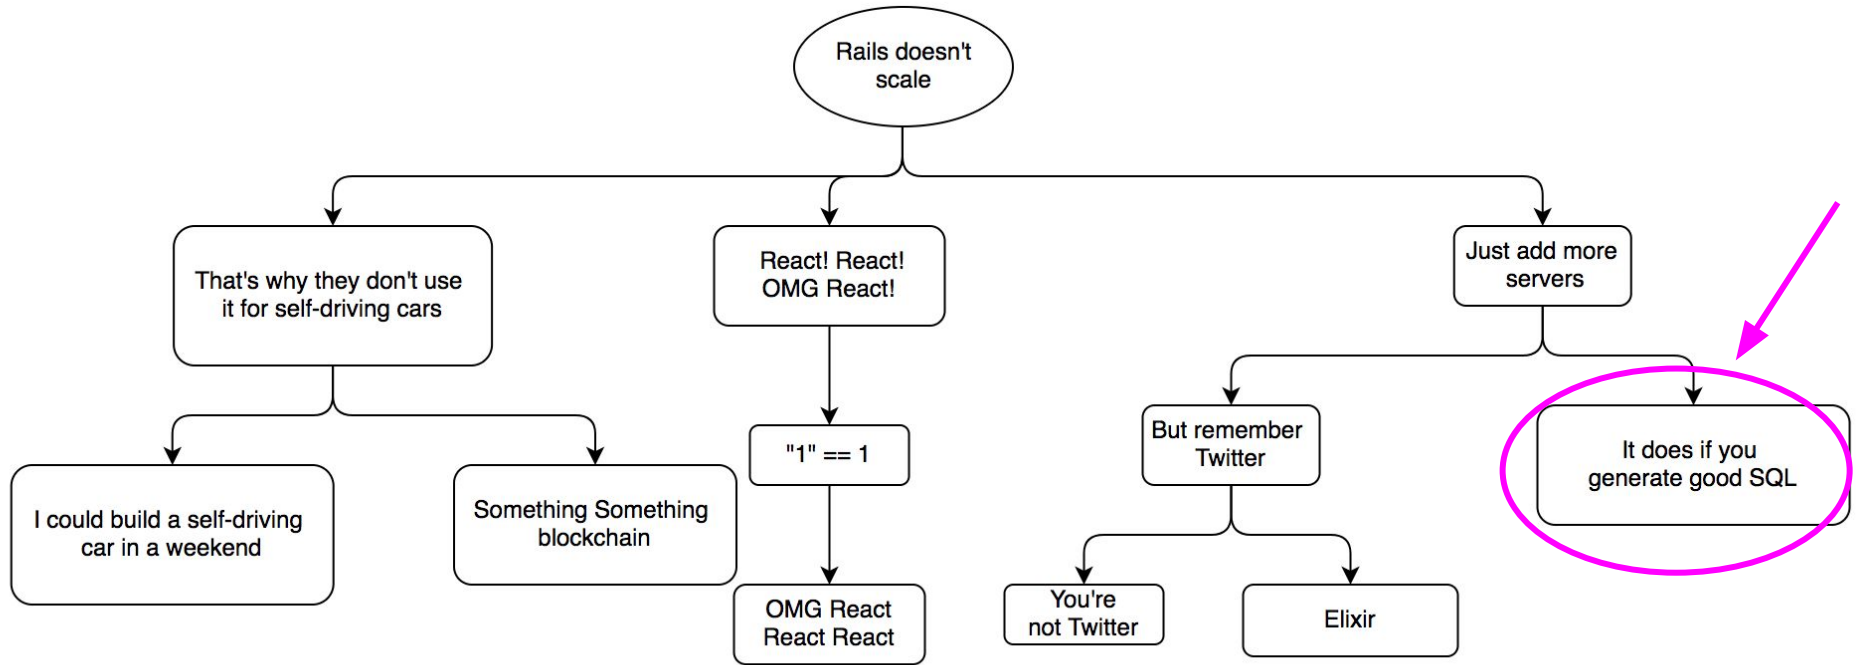 Rails doesn't
scale
That's why they don't use
it for self-driving cars
React! React!
OMG React!
Just add more
servers
I could build a self-driving
car in a weekend
Something Something
blockchain
"1" == 1
OMG React
React React
But remember
Twitter
You're
not Twitter
Elixir
It does if you
generate good SQL